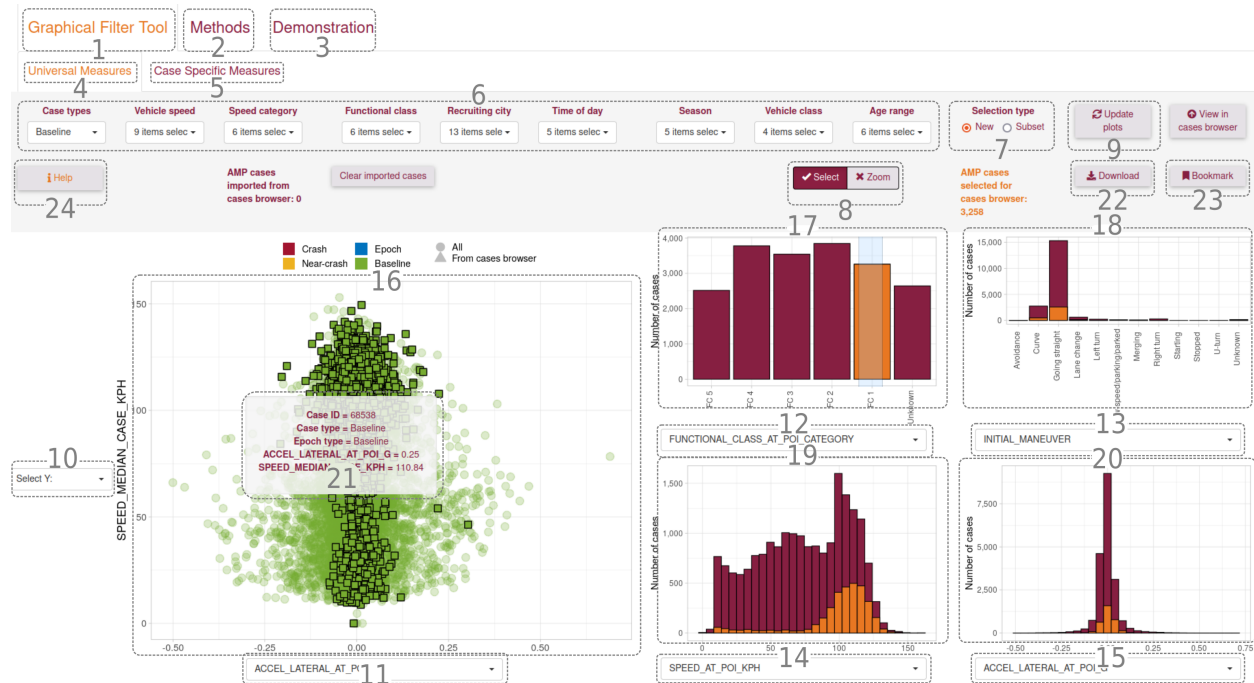 Graphical Filter Tool Methods Demonstration
1 2 3
Universal Measures Case Specific Measures
4 5 6
Case types Vehicle speed Speed category Functional class Recruiting city Time of day Season Vehicle class Age range Selection type
Baseline 9 items selec 6 items selec 6 items selec 13 items sele 5 items selec 5 items selec 4 items selec 6 items selec New Subset
7
Update plots
9
View in cases browser
Help
24
AMP cases
imported from
cases browser: 0
Clear imported cases
Select Zoom
8
AMP cases
selected for
cases browser:
3,258
Download
22
Bookmark
23
Crash Epoch All
Near-crash Baseline From cases browser
16
SPEED_MEDIAN_CASE_KPH
50
100
50
0
-0.50 -0.25 0.00 0.25 0.50
Case ID = 68538
Case type = Baseline
Epoch type = Baseline
ACCEL_LATERAL_AT_POI_G = 0.25
SPEED_MEDIAN_ E_KPH = 110.84
21
10
Select Y:
ACCEL_LATERAL_AT_PO
11
17
Number of cases
4,000
3,000
2,000
1,000
0
FC 5 FC 4 FC 3 FC 2 FC 1 Unknown
12
FUNCTIONAL_CLASS_AT_POI_CATEGORY
18
Number of cases
15,000
10,000
5,000
0
Avoidance Curve Going straight Lane change Left turn -speed/parking/parked Merging Right turn Starting Stopped U-turn Unknown
13
INITIAL_MANEUVER
19
Number of cases
1,500
1,000
500
0
0 50 100 150
14
SPEED_AT_POI_KPH
20
Number of cases
7,500
5,000
2,500
0
-0.50 -0.25 0.00 0.25 0.50 0.75
15
ACCEL_LATERAL_AT_POI_G